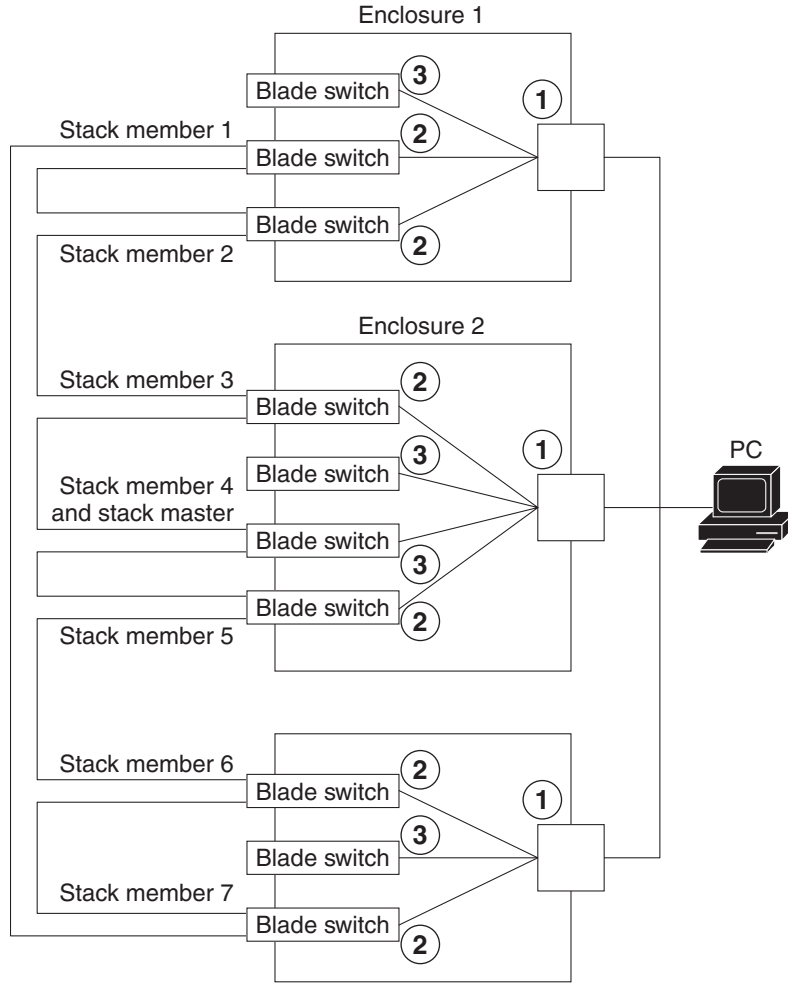 Enclosure 1
3
Blade switch
1
Stack member 1
2
Blade switch
Blade switch
2
Stack member 2
Enclosure 2
Stack member 3
2
Blade switch
3
1
PC
Blade switch
Stack member 4
and stack master
Blade switch
3
Blade switch
2
Stack member 5
Stack member 6
2
Blade switch
1
3
Blade switch
Stack member 7
Blade switch
2